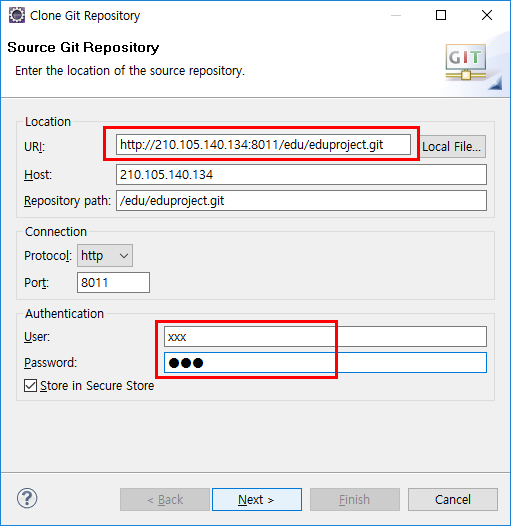 Clone Git Repository
Source Git Repository
Enter the location of the source repository.
GIT
Location
URI: http://210.105.140.134:8011/edu/eduproject.git Local File...
Host: 210.105.140.134
Repository path: /edu/eduproject.git
Connection
Protocol: http
Port: 8011
Authentication
User: xxx
Password: ●●●
Store in Secure Store
? < Back Next > Finish Cancel